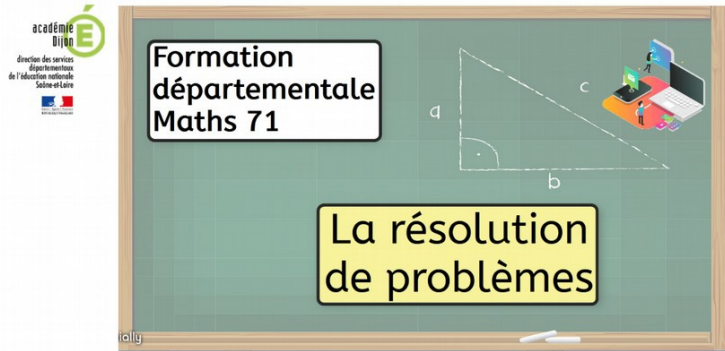 académie
Dijon
direction des services
départementaux
de l'éducation nationale
Saône-et-Loire
Formation
départementale
Maths 71
a
c
b
La résolution
de problèmes
ially